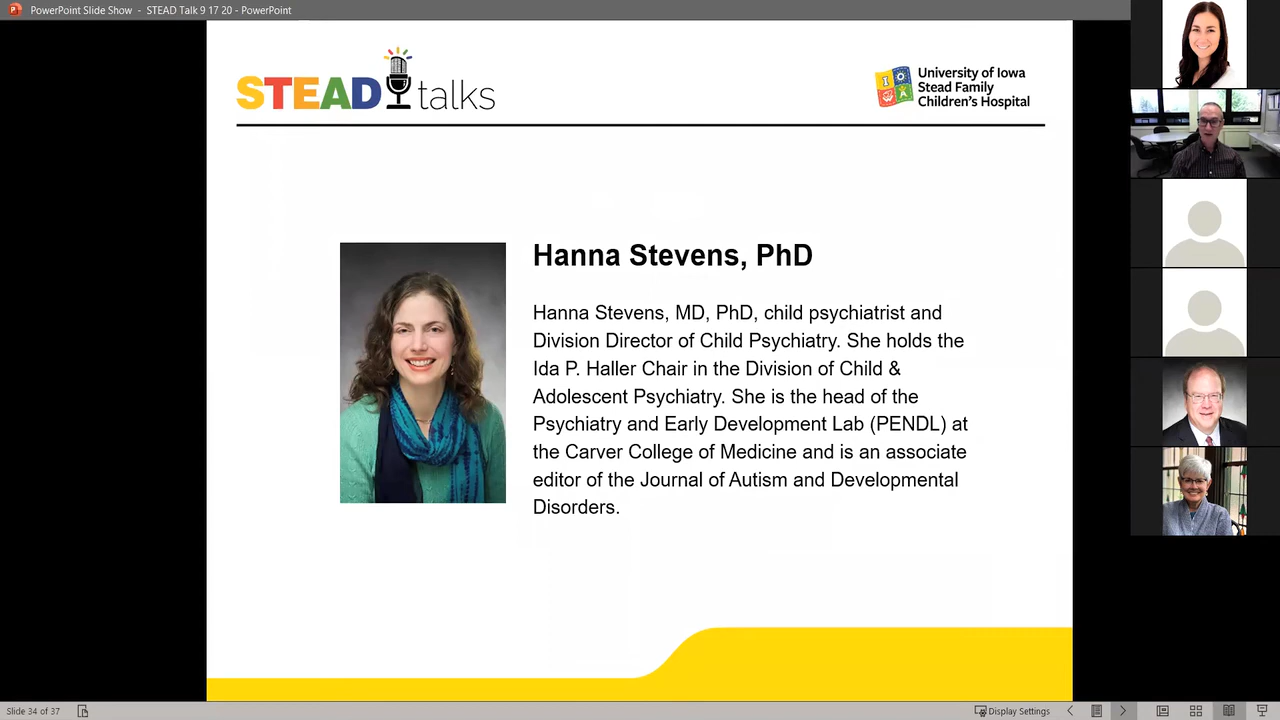 PowerPoint Slide Show - STEAD Talk 9 17 20 - PowerPoint
STEAD talks
University of Iowa
Stead Family
Children's Hospital
Hanna Stevens, PhD
Hanna Stevens, MD, PhD, child psychiatrist and
Division Director of Child Psychiatry. She holds the
Ida P. Haller Chair in the Division of Child &
Adolescent Psychiatry. She is the head of the
Psychiatry and Early Development Lab (PENDL) at
the Carver College of Medicine and is an associate
editor of the Journal of Autism and Developmental
Disorders.
Slide 34 of 37
Display Settings